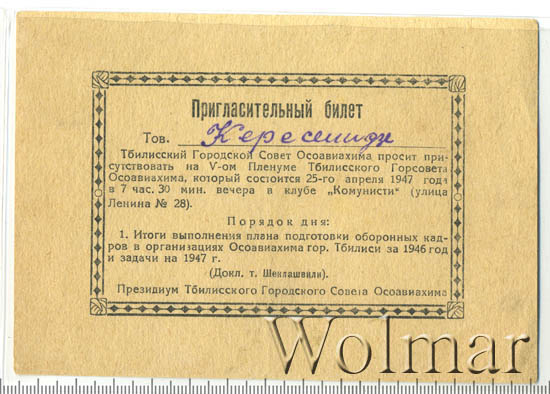 Пригласительный билет
Тов. Кереселидзе
Тбилисский Городской Совет Осоавиахима просит при-
сутствовать на V-ом Пленуме Тбилисского Горсовета
Осоавиахима, который состоится 25-го апреля 1947 года
в 7 час. 30 мин. вечера в клубе „Комунисти“ (улица
Ленина № 28).
Порядок дня:
1. Итоги выполнения плана подготовки оборонных кад-
ров в организациях Осоавиахима гор. Тбилиси за 1946 год
и задачи на 1947 г.
(Докл. т. Шеклашвили).
Президиум Тбилисского Городского Совета Осоавиахима
Wolmar